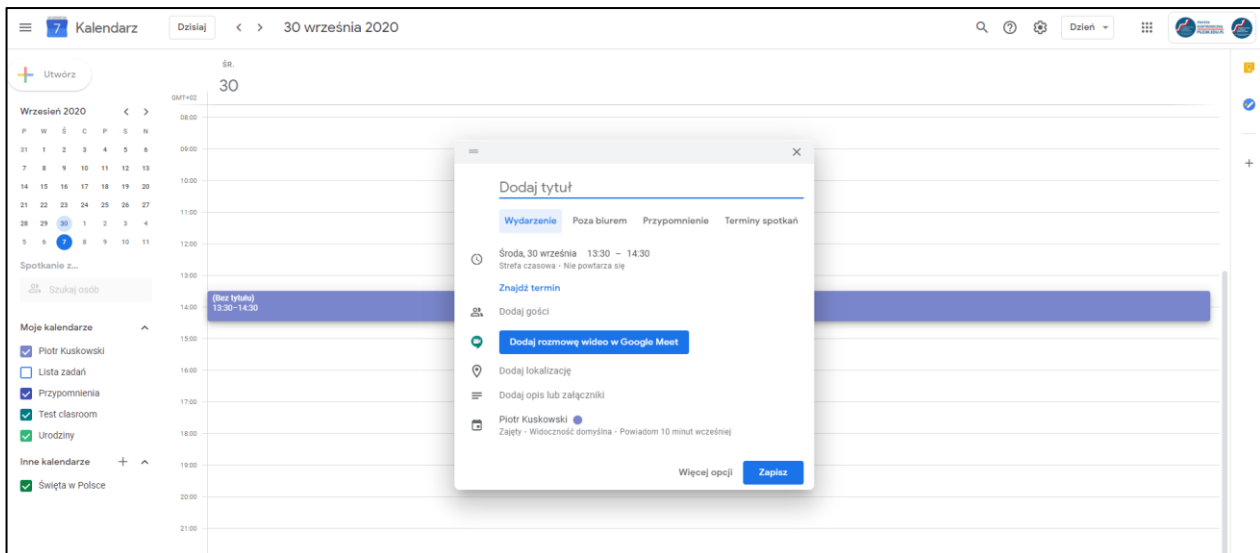 7 Kalendarz Dzisiaj < > 30 września 2020 Dzień
Utwórz
ŚR.
30
GMT+02
Wrzesień 2020 < >
P W Ś C P S N
31 1 2 3 4 5 6
7 8 9 10 11 12 13
14 15 16 17 18 19 20
21 22 23 24 25 26 27
28 29 30 1 2 3 4
5 6 7 8 9 10 11
Spotkanie z...
Szukaj osób
Moje kalendarze
Piotr Kuskowski
Lista zadań
Przypomnienia
Test clasroom
Urodziny
Inne kalendarze +
Święta w Polsce
08:00
09:00
10:00
11:00
12:00
13:00
14:00
15:00
16:00
17:00
18:00
19:00
20:00
21:00
(Bez tytułu)
13:30–14:30
Dodaj tytuł
Wydarzenie Poza biurem Przypomnienie Terminy spotkań
Środa, 30 września 13:30 – 14:30
Strefa czasowa - Nie powtarza się
Znajdź termin
Dodaj gości
Dodaj rozmowę wideo w Google Meet
Dodaj lokalizację
Dodaj opis lub załączniki
Piotr Kuskowski
Zajęty - Widoczność domyślna - Powiadom 10 minut wcześniej
Więcej opcji Zapisz